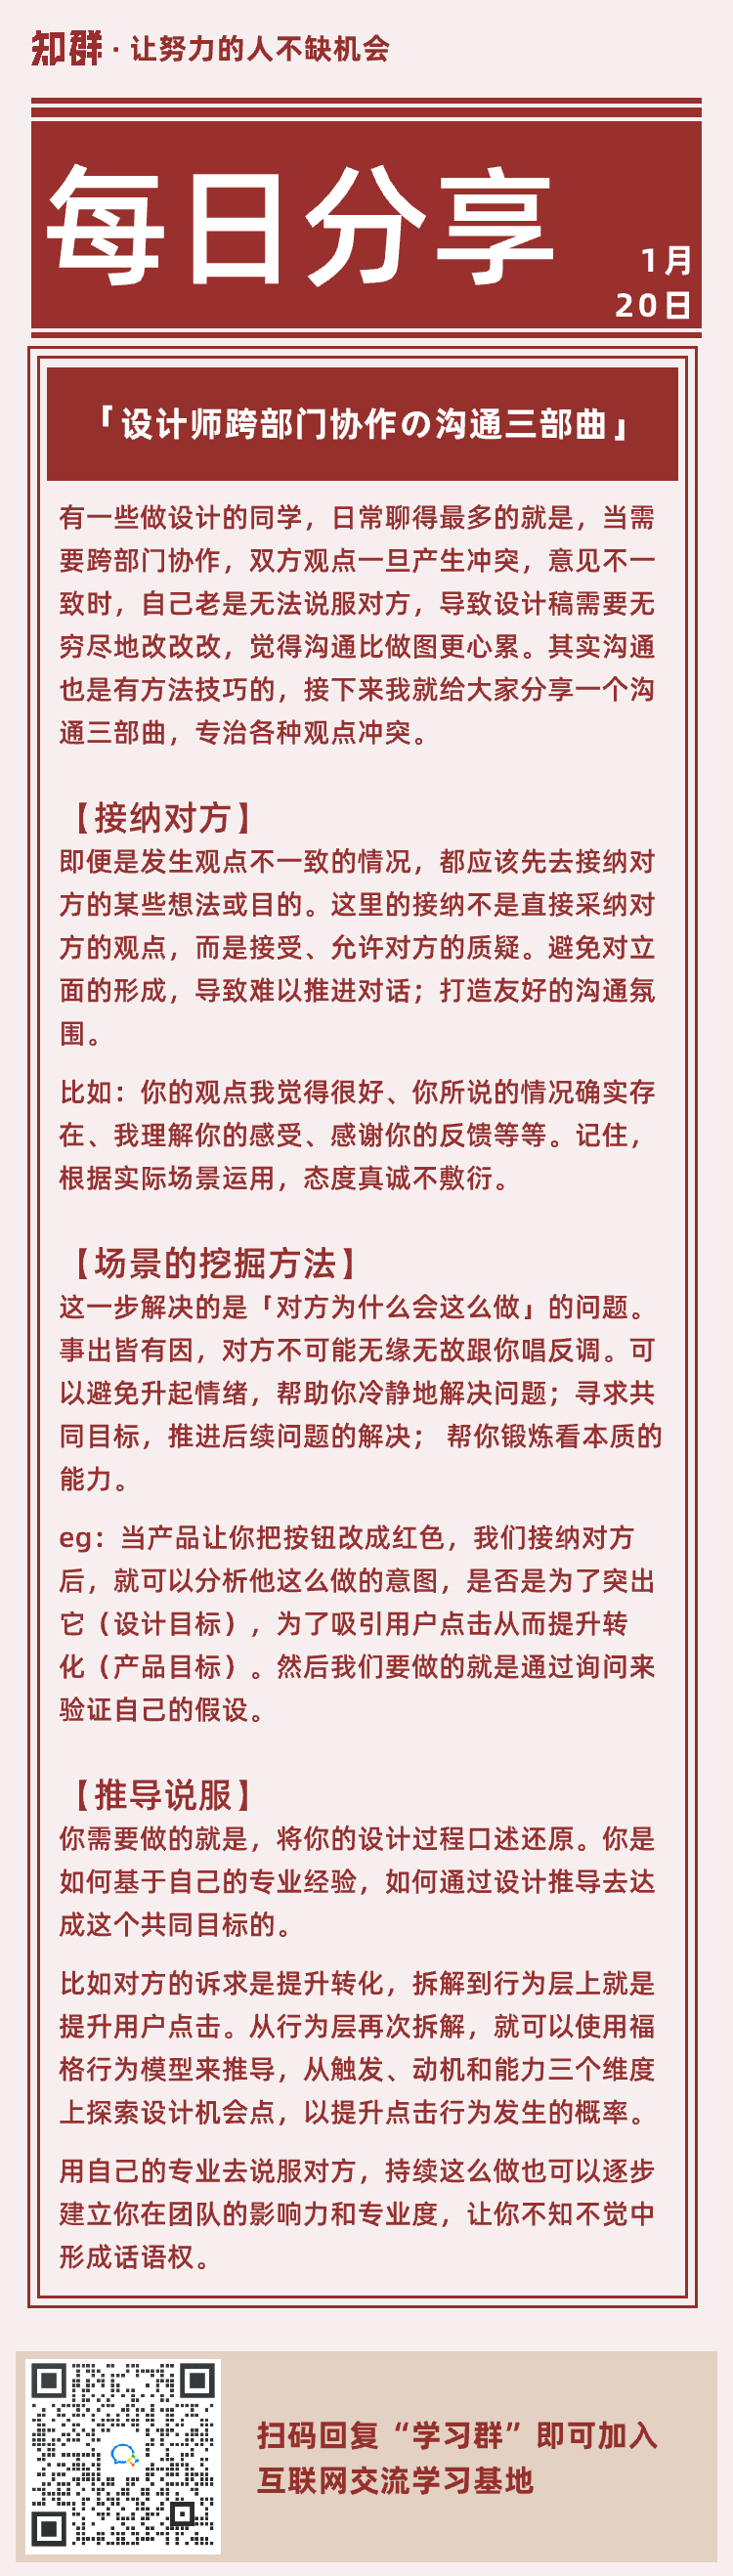 知群·让努力的人不缺机会
每日分享
1月
20日
「设计师跨部门协作の沟通三部曲」
有一些做设计的同学，日常聊得最多的就是，当需
要跨部门协作，双方观点一旦产生冲突，意见不一
致时，自己老是无法说服对方，导致设计稿需要无
穷尽地改改改，觉得沟通比做图更心累。其实沟通
也是有方法技巧的，接下来我就给大家分享一个沟
通三部曲，专治各种观点冲突。
【接纳对方】
即便是发生观点不一致的情况，都应该先去接纳对
方的某些想法或目的。这里的接纳不是直接采纳对
方的观点，而是接受、允许对方的质疑。避免对立
面的形成，导致难以推进对话；打造友好的沟通氛
围。
比如：你的观点我觉得很好、你所说的情况确实存
在、我理解你的感受、感谢你的反馈等等。记住，
根据实际场景运用，态度真诚不敷衍。
【场景的挖掘方法】
这一步解决的是「对方为什么会这么做」的问题。
事出皆有因，对方不可能无缘无故跟你唱反调。可
以避免升起情绪，帮助你冷静地解决问题；寻求共
同目标，推进后续问题的解决； 帮你锻炼看本质的
能力。
eg：当产品让你把按钮改成红色，我们接纳对方
后，就可以分析他这么做的意图，是否是为了突出
它（设计目标），为了吸引用户点击从而提升转
化（产品目标）。然后我们要做的就是通过询问来
验证自己的假设。
【推导说服】
你需要做的就是，将你的设计过程口述还原。你是
如何基于自己的专业经验，如何通过设计推导去达
成这个共同目标的。
比如对方的诉求是提升转化，拆解到行为层上就是
提升用户点击。从行为层再次拆解，就可以使用福
格行为模型来推导，从触发、动机和能力三个维度
上探索设计机会点，以提升点击行为发生的概率。
用自己的专业去说服对方，持续这么做也可以逐步
建立你在团队的影响力和专业度，让你不知不觉中
形成话语权。
扫码回复“学习群”即可加入
互联网交流学习基地